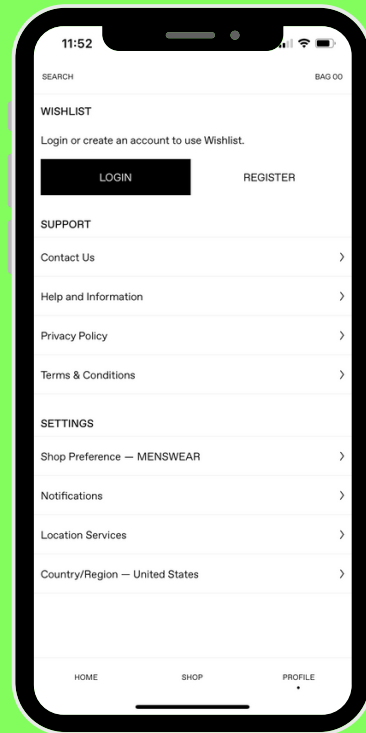 11:52
SEARCH
BAG 00
WISHLIST
Login or create an account to use Wishlist.
LOGIN
REGISTER
SUPPORT
Contact Us
Help and Information
Privacy Policy
Terms & Conditions
SETTINGS
Shop Preference — MENSWEAR
Notifications
Location Services
Country/Region — United States
HOME
SHOP
PROFILE